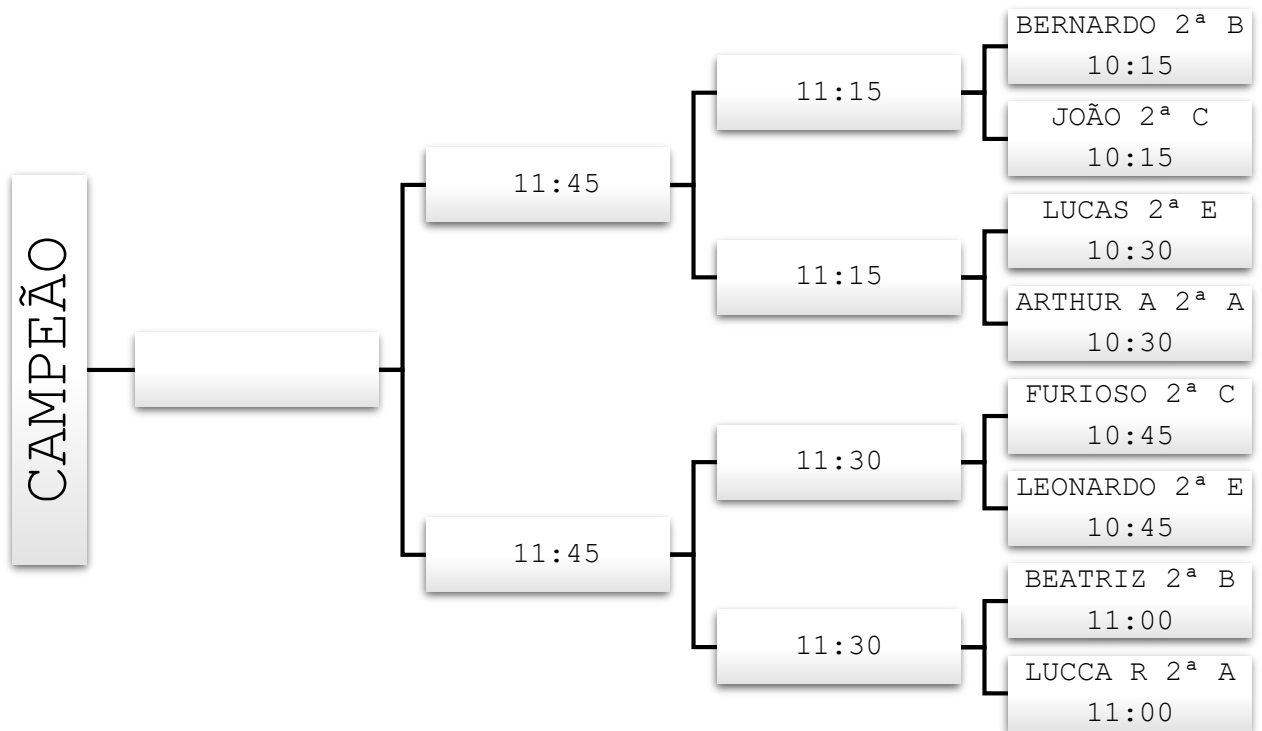 CAMPEÃO
11:45
11:45
11:15
11:15
11:30
11:30
BERNARDO 2ª B
10:15
JOÃO 2ª C
10:15
LUCAS 2ª E
10:30
ARTHUR A 2ª A
10:30
FURIOSO 2ª C
10:45
LEONARDO 2ª E
10:45
BEATRIZ 2ª B
11:00
LUCCA R 2ª A
11:00